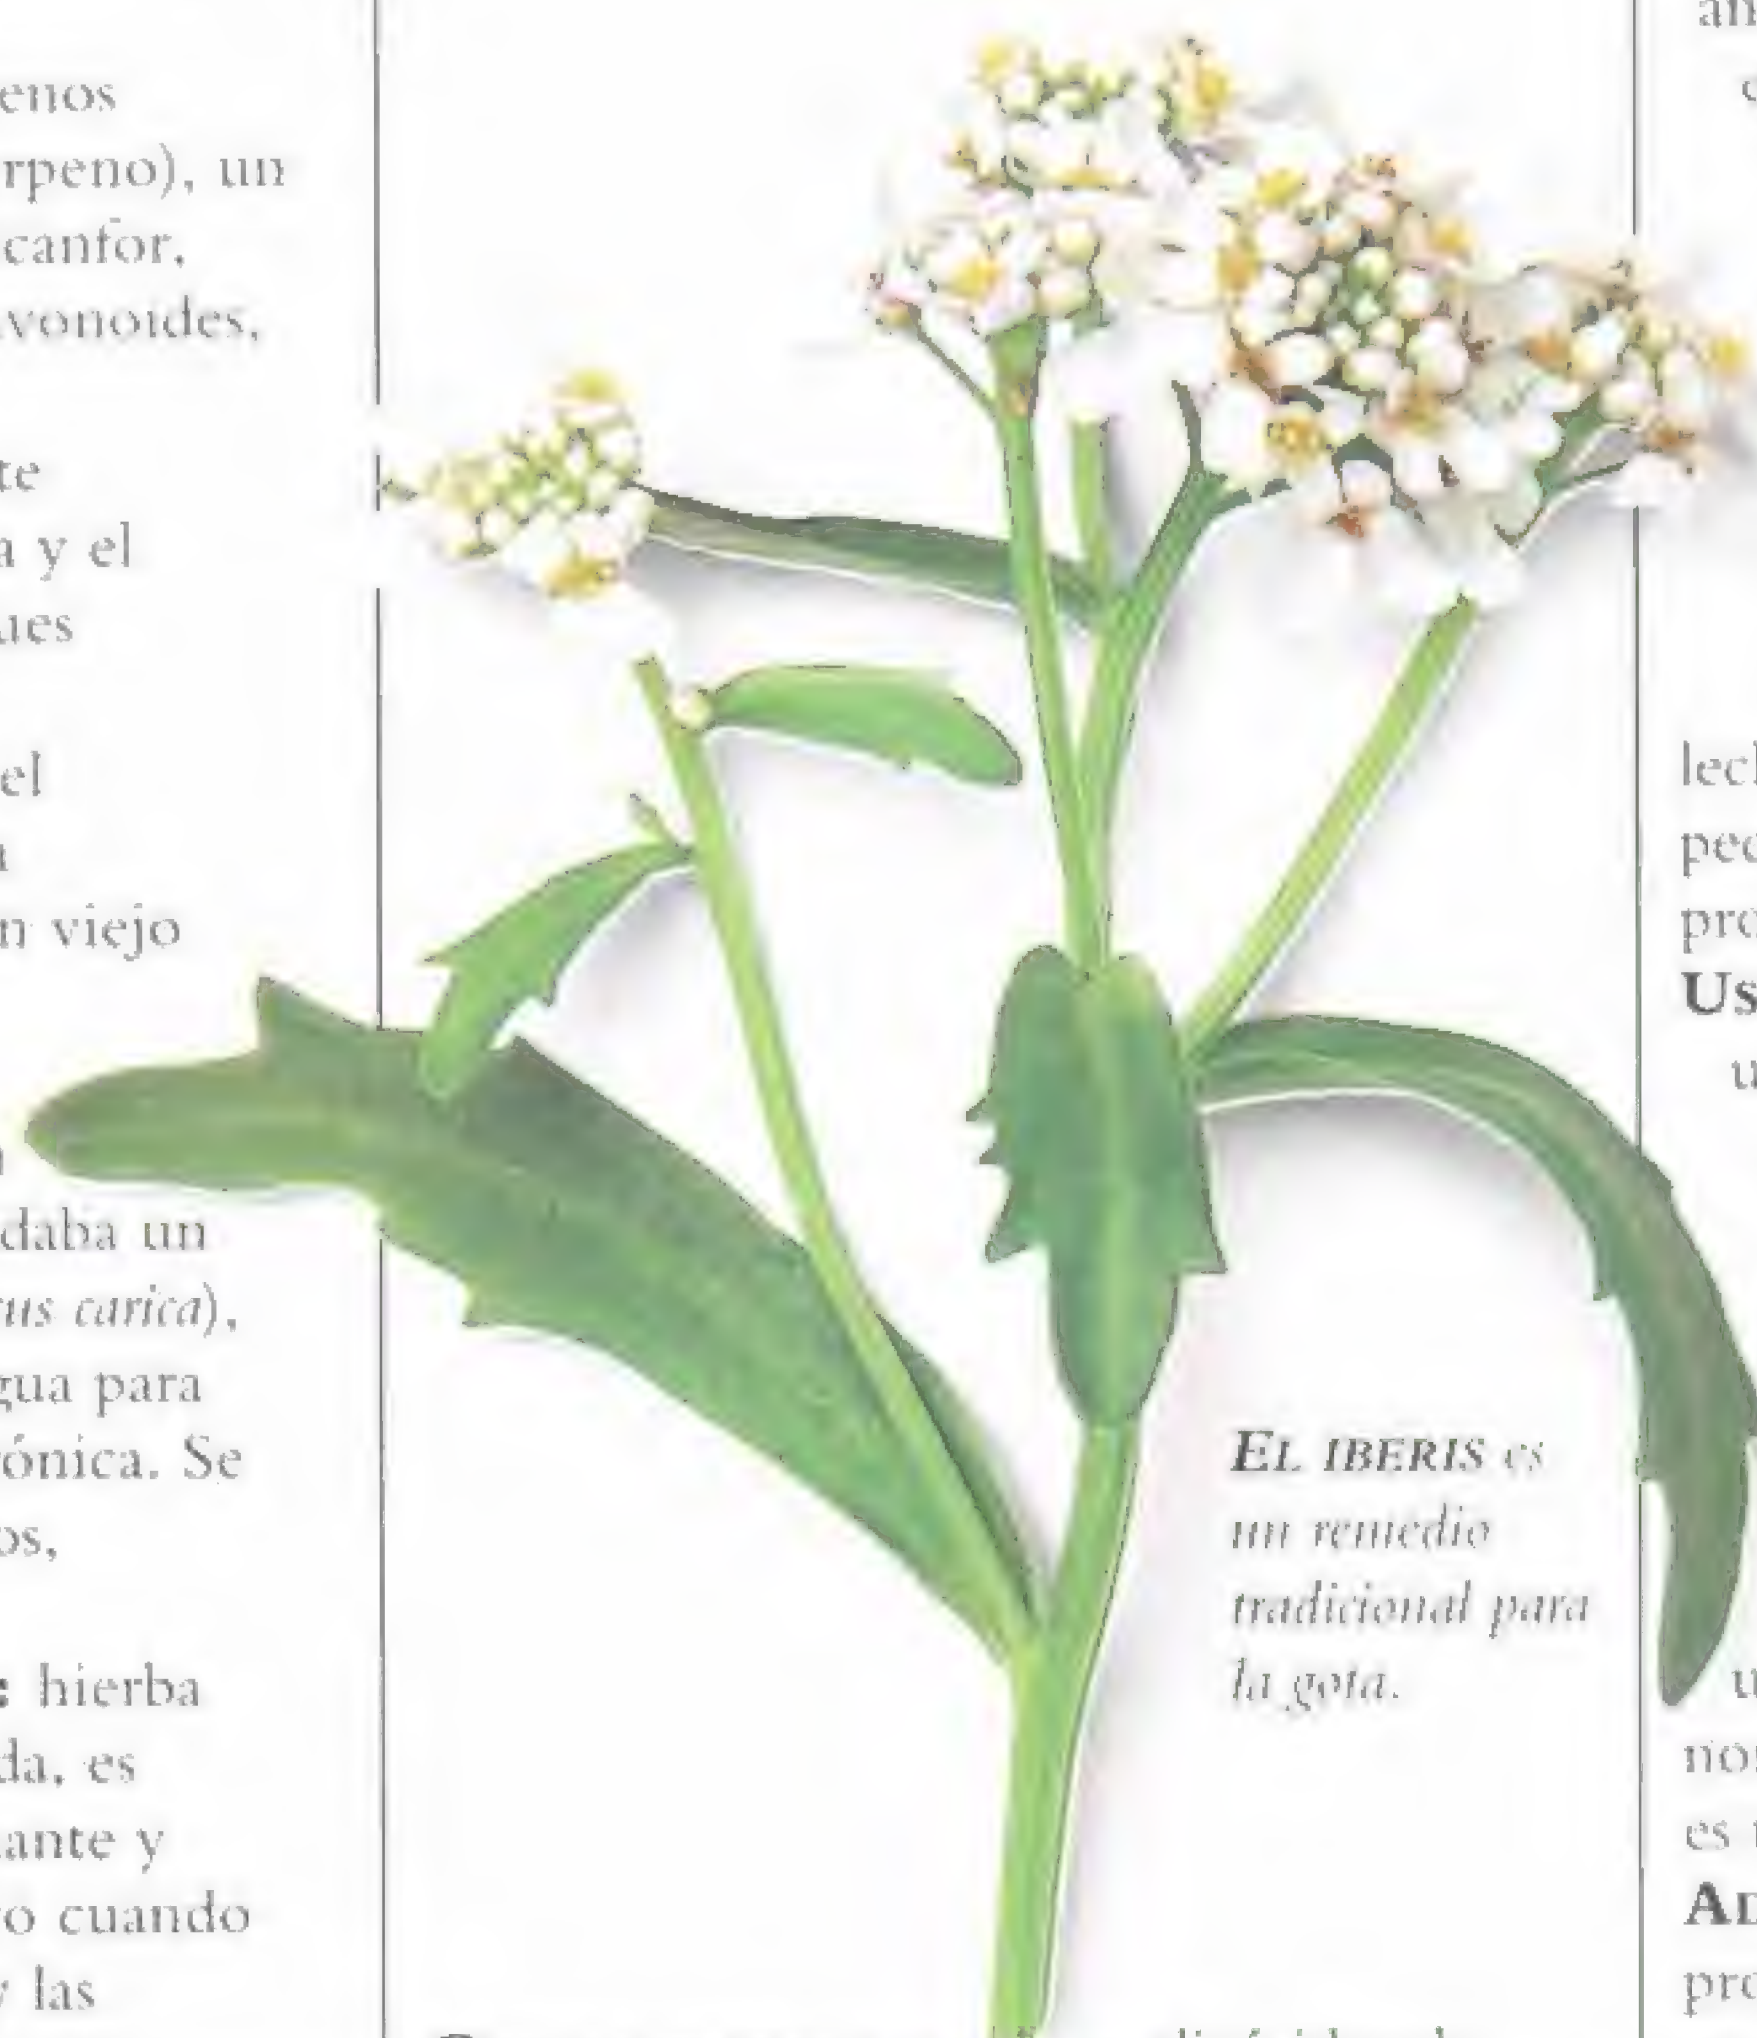 enos
rpeno), un
canfor,
vonoides,
te
a y el
ues
el
a
n viejo
daba un
us carica),
gua para
ónica. Se
os,
: hierba
da, es
ante y
o cuando
y las
EL IBERIS es
un remedio
tradicional para
la gota.
an
lecl
pec
pro
Us
u
u
no
es
AD
pro